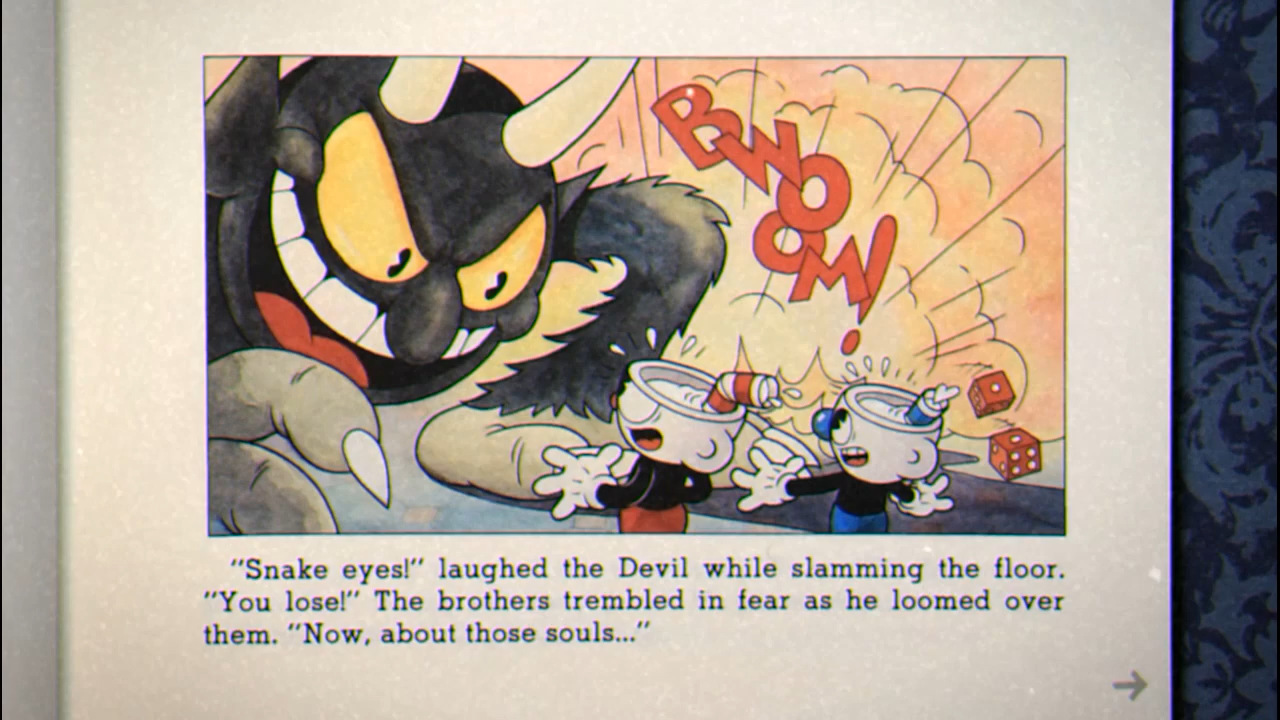 BWOOM!
"Snake eyes!" laughed the Devil while slamming the floor.
"You lose!" The brothers trembled in fear as he loomed over
them. "Now, about those souls..."